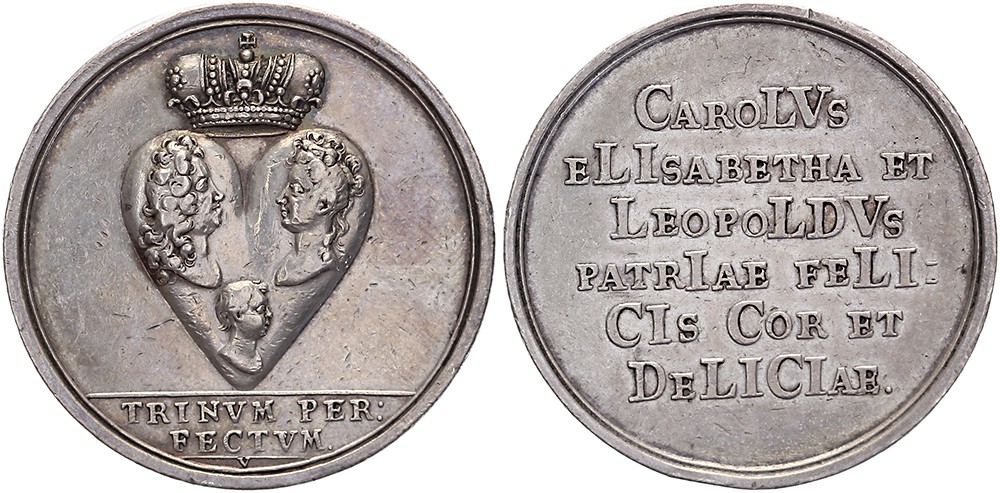 TRINVM PER:
FECTVM.
V
CAROLVS
ELISABETHA ET
LEOPOLDVS
PATRIAE FELI:
CIS COR ET
DELICIAE.